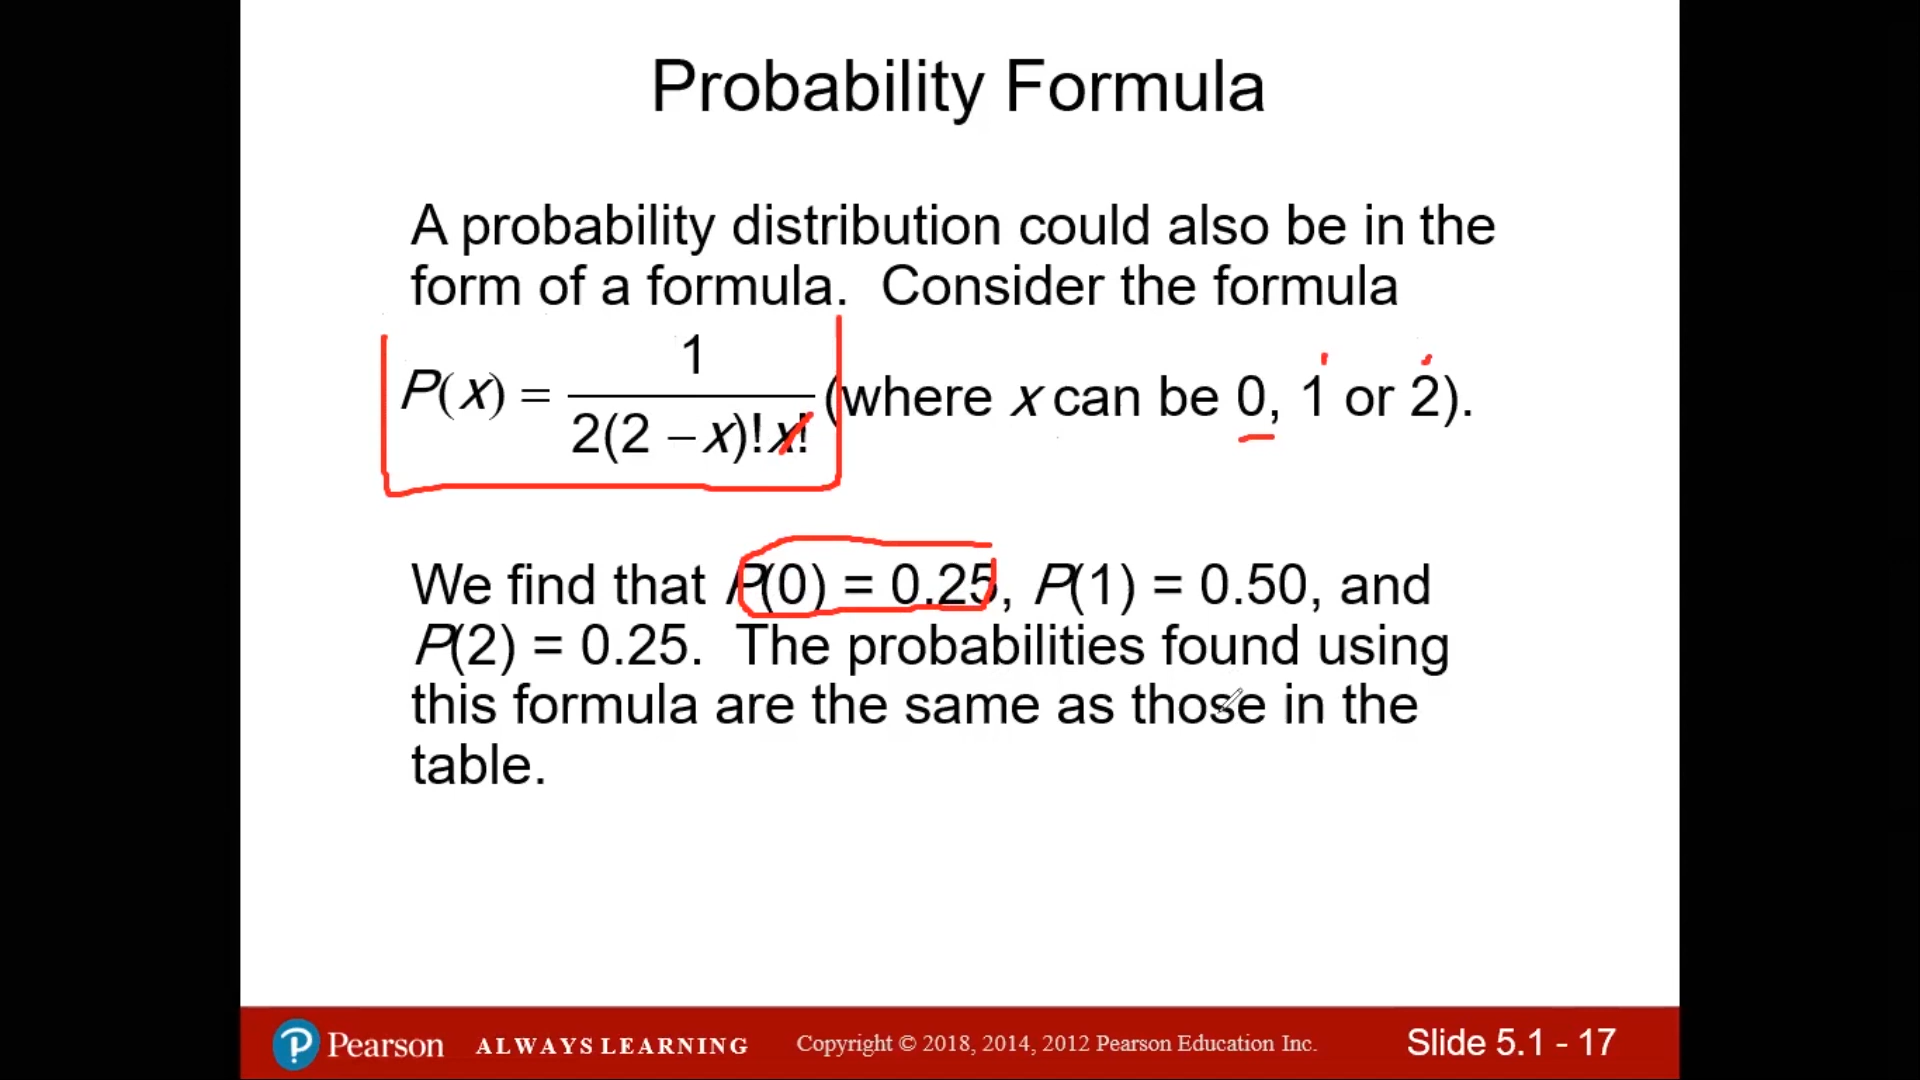 Probability Formula
A probability distribution could also be in the
form of a formula. Consider the formula
P(x) = 1 / 2(2 – x)! x! (where x can be 0, 1 or 2).
We find that P(0) = 0.25, P(1) = 0.50, and
P(2) = 0.25. The probabilities found using
this formula are the same as those in the
table.
Pearson ALWAYS LEARNING Copyright © 2018, 2014, 2012 Pearson Education Inc. Slide 5.1 - 17